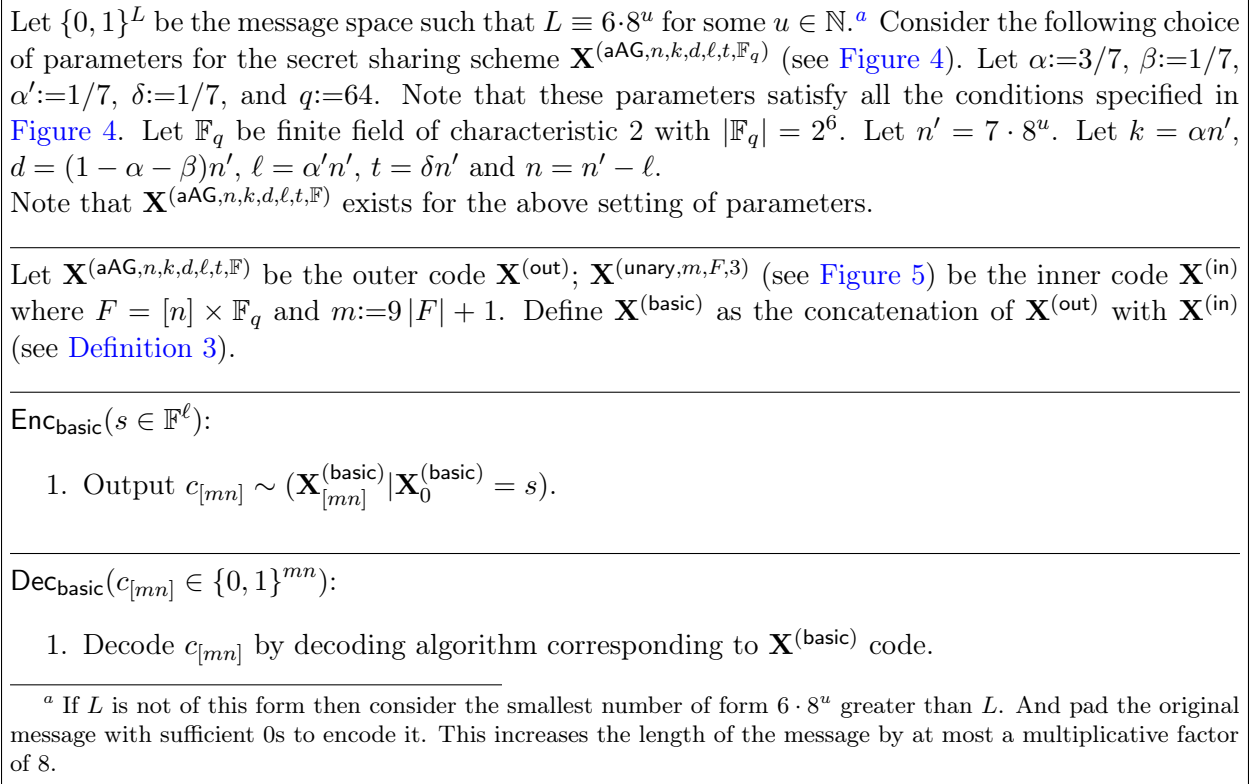 Let {0, 1}^L be the message space such that L ≡ 6·8^u for some u ∈ ℕ.^a Consider the following choice
of parameters for the secret sharing scheme X^(aAG,n,k,d,ℓ,t,𝔽_q) (see Figure 4). Let α:=3/7, β:=1/7,
α′:=1/7, δ:=1/7, and q:=64. Note that these parameters satisfy all the conditions specified in
Figure 4. Let 𝔽_q be finite field of characteristic 2 with |𝔽_q| = 2^6. Let n′ = 7 · 8^u. Let k = αn′,
d = (1 − α − β)n′, ℓ = α′n′, t = δn′ and n = n′ − ℓ.
Note that X^(aAG,n,k,d,ℓ,t,𝔽) exists for the above setting of parameters.
Let X^(aAG,n,k,d,ℓ,t,𝔽) be the outer code X^(out); X^(unary,m,F,3) (see Figure 5) be the inner code X^(in)
where F = [n] × 𝔽_q and m:=9 |F| + 1. Define X^(basic) as the concatenation of X^(out) with X^(in)
(see Definition 3).
Enc_basic(s ∈ 𝔽^ℓ):
1. Output c_[mn] ∼ (X_[mn]^(basic)|X_0^(basic) = s).
Dec_basic(c_[mn] ∈ {0, 1}^mn):
1. Decode c_[mn] by decoding algorithm corresponding to X^(basic) code.
^a If L is not of this form then consider the smallest number of form 6 · 8^u greater than L. And pad the original
message with sufficient 0s to encode it. This increases the length of the message by at most a multiplicative factor
of 8.